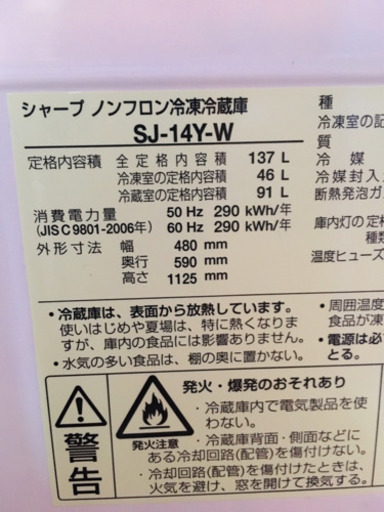 シャープ ノンフロン冷凍冷蔵庫
SJ-14Y-W
定格内容積 全定格内容積 137 L
冷凍室の定格内容積 46 L
冷蔵室の定格内容積 91 L
消費電力量 50 Hz 290 kWh/年
(JIS C 9801-2006年) 60 Hz 290 kWh/年
外形寸法 幅 480 mm
奥行 590 mm
高さ 1125 mm
• 冷蔵庫は、表面から放熱しています。
使いはじめや夏場は、特に熱くなりま
すが、庫内の食品には影響ありません。
• 水気の多い食品は、棚の奥に置かない。
種
冷凍室の記
質
冷媒
冷媒封入
断熱発泡ガ
庫内灯の定格
種類
温度ヒューズ
• 周囲温度
食品が凍
• 電源は必
とる。
警告
発火注意
発火・爆発のおそれあり
• 冷蔵庫内で電気製品を使
わない。
• 冷蔵庫背面・側面などに
ある冷却回路(配管)を傷付けない。
• 冷却回路(配管)を傷付けたときは、
火気を避け、窓を開けて換気する。